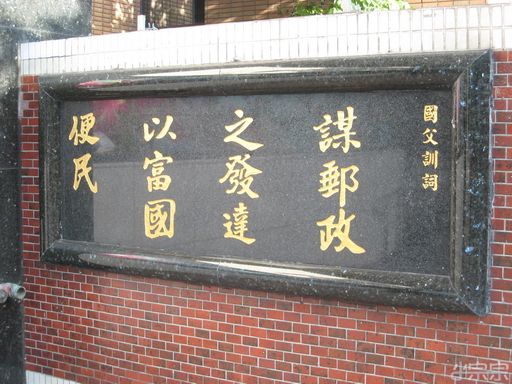 國父訓詞
謀郵政
之發達
以富國
便民